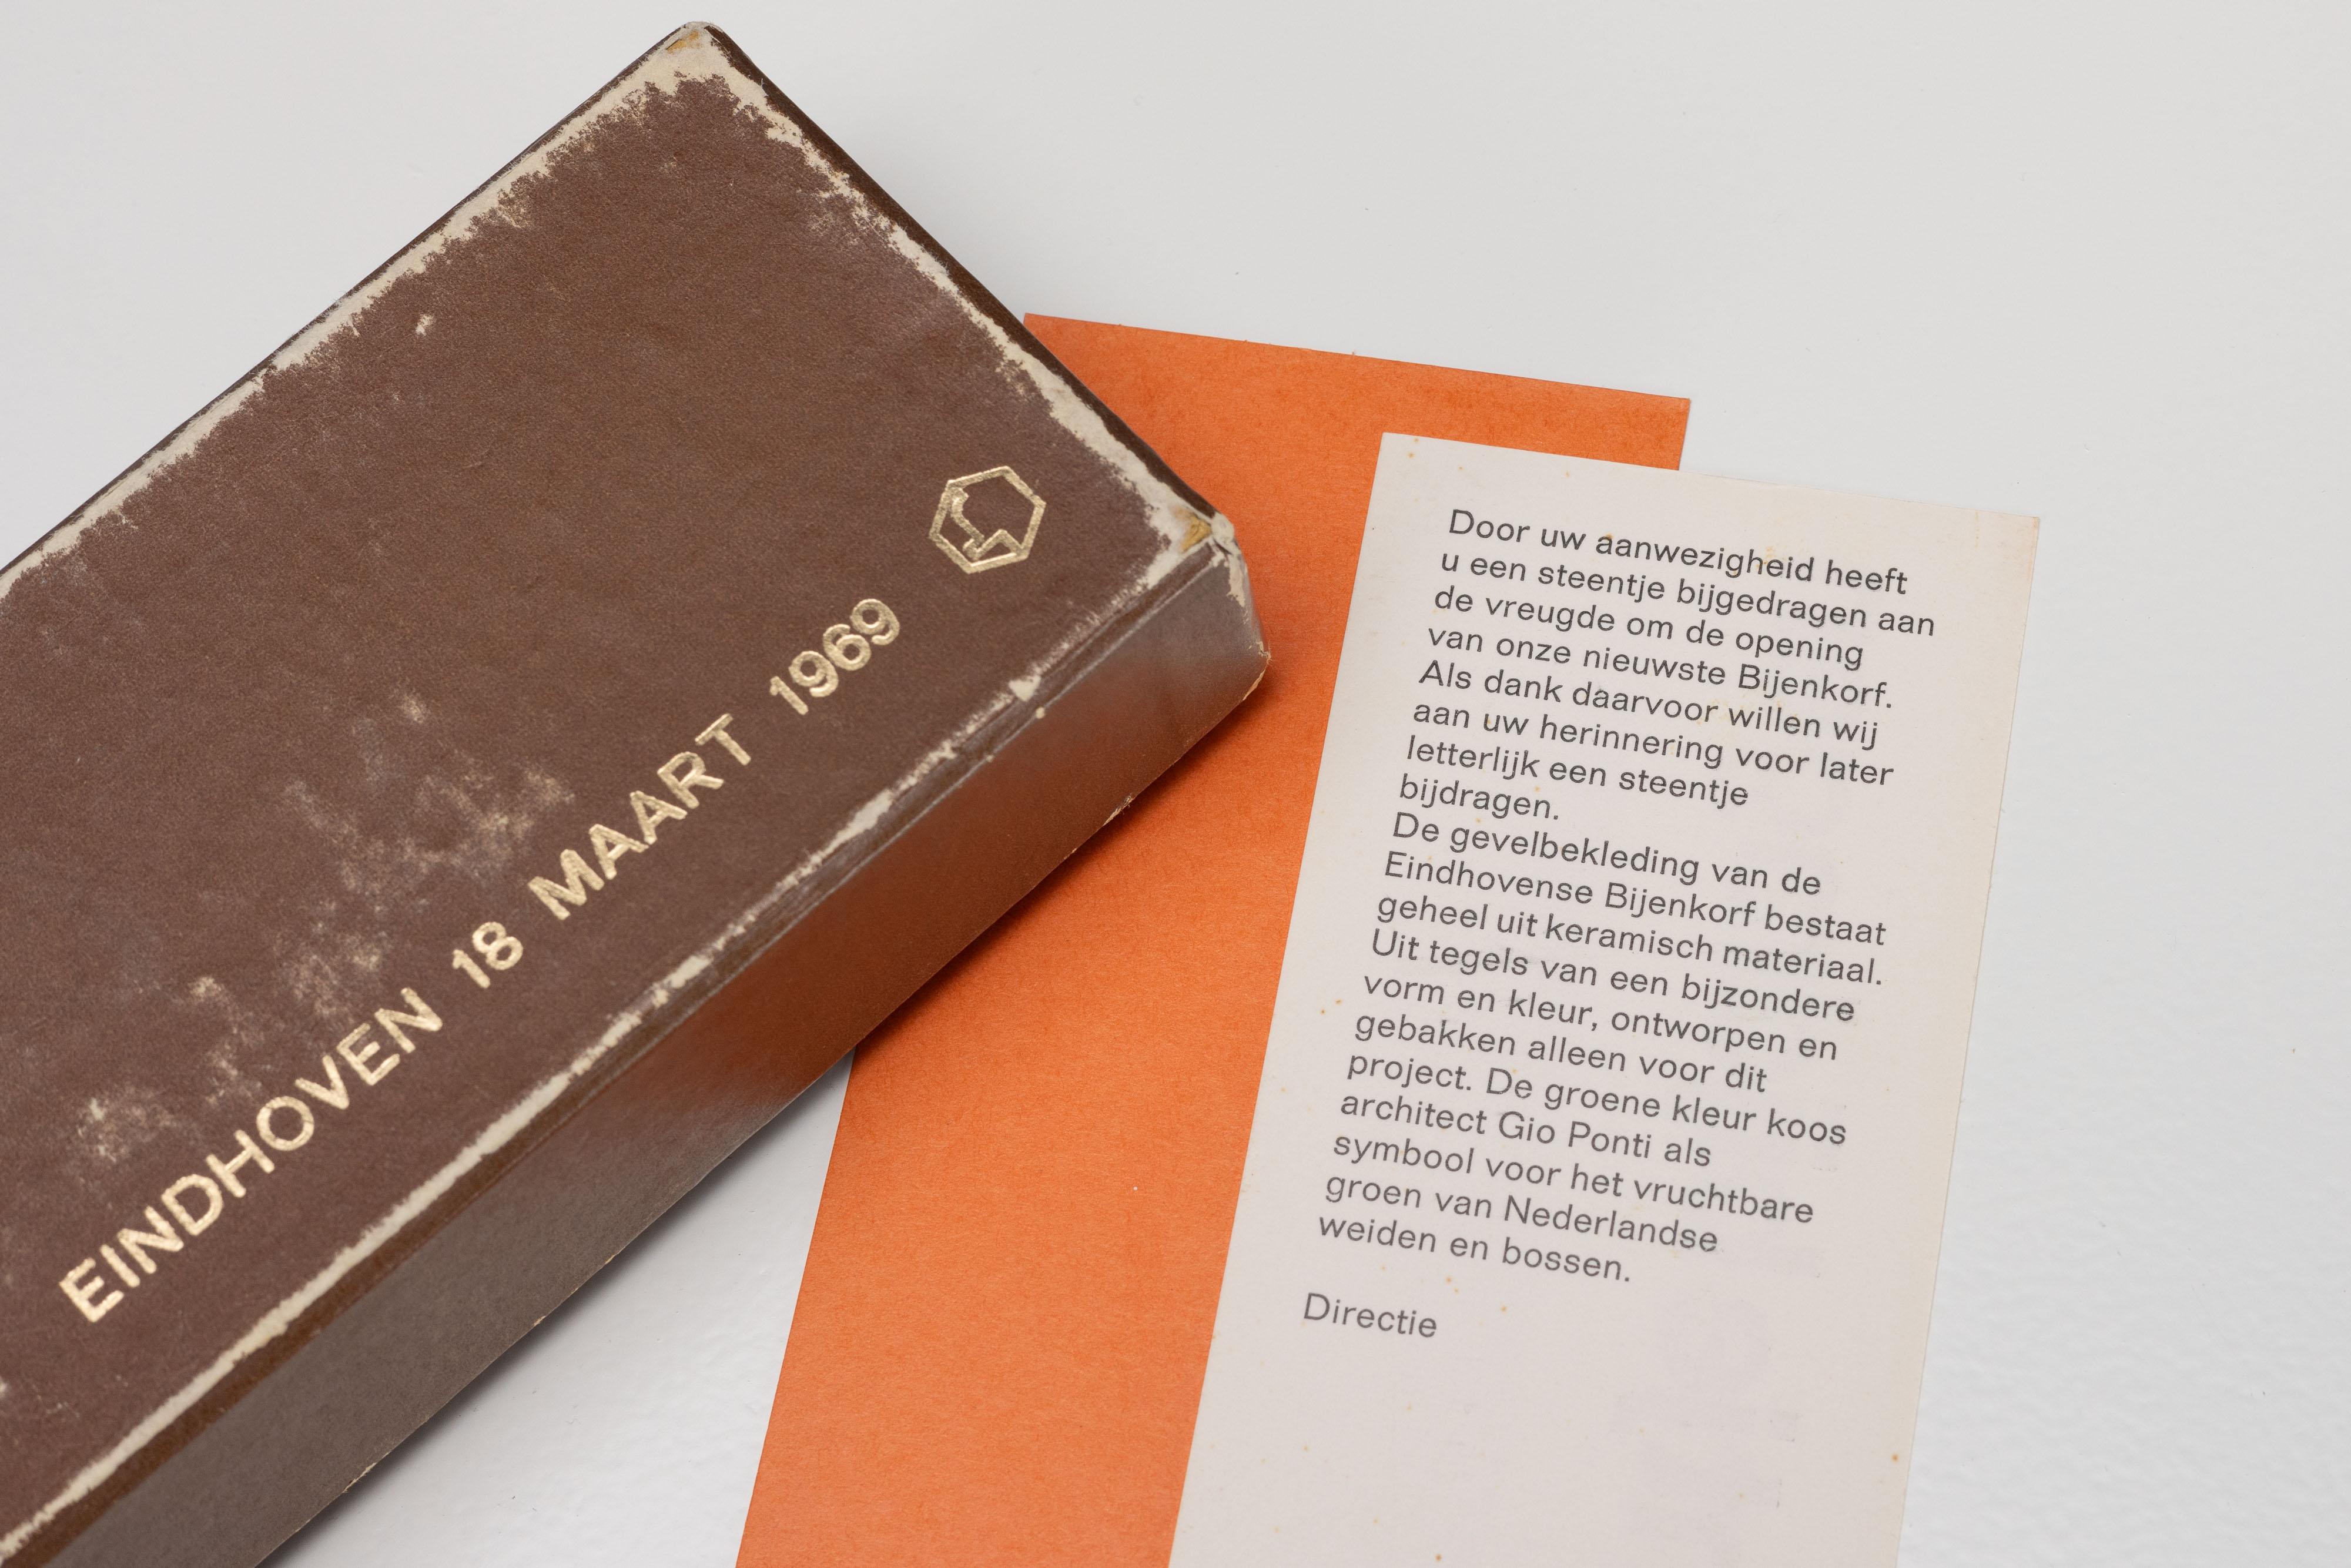 EINDHOVEN 18 MAART 1969
Door uw aanwezigheid heeft
u een steentje bijgedragen aan
de vreugde om de opening
van onze nieuwste Bijenkorf.
Als dank daarvoor willen wij
aan uw herinnering voor later
letterlijk een steentje
bijdragen.
De gevelbekleding van de
Eindhovense Bijenkorf bestaat
geheel uit keramisch materiaal.
Uit tegels van een bijzondere
vorm en kleur, ontworpen en
gebakken alleen voor dit
project. De groene kleur koos
architect Gio Ponti als
symbool voor het vruchtbare
groen van Nederlandse
weiden en bossen.
Directie